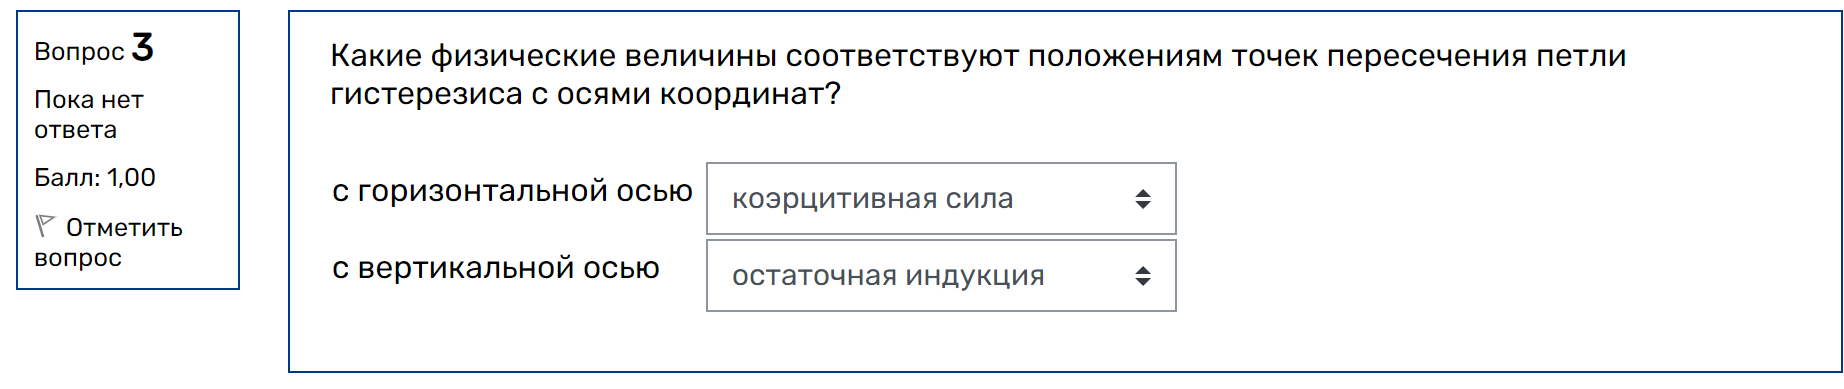 Вопрос 3
Пока нет
ответа
Балл: 1,00
Отметить
вопрос
Какие физические величины соответствуют положениям точек пересечения петли
гистерезиса с осями координат?
с горизонтальной осью коэрцитивная сила
с вертикальной осью остаточная индукция